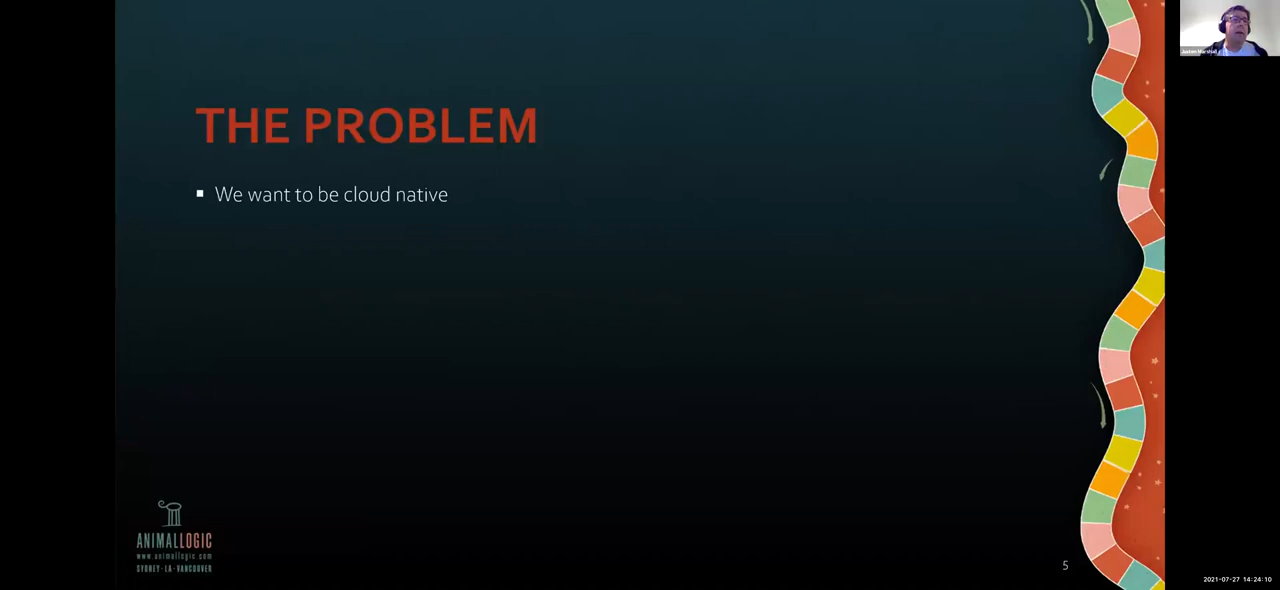 THE PROBLEM
We want to be cloud native
ANIMALLOGIC
www.animallogic.com
SYDNEY·LA·VANCOUVER
5
Marshall
2021-07-27 14:24:10